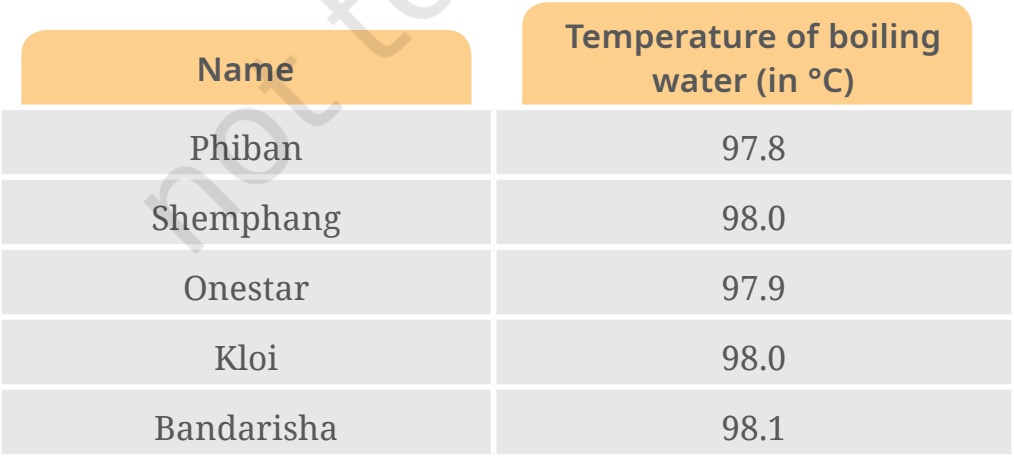 Name
Temperature of boiling
water (in °C)
Phiban 97.8
Shemphang 98.0
Onestar 97.9
Kloi 98.0
Bandarisha 98.1
not t